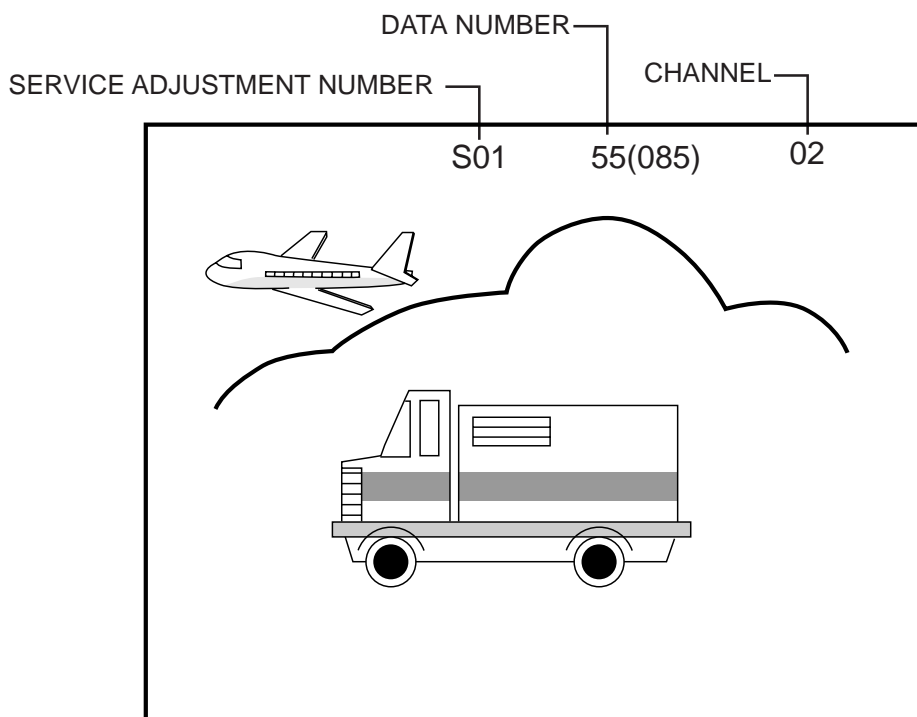 DATA NUMBER
SERVICE ADJUSTMENT NUMBER
CHANNEL
S01 55(085) 02